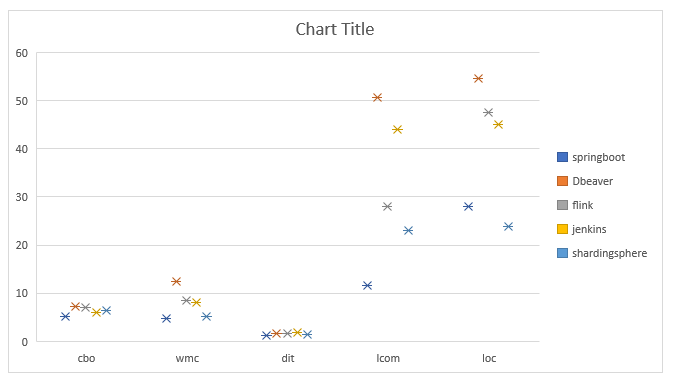 Chart Title
60
50
40
30
20
10
0
cbo wmc dit lcom loc
springboot
Dbeaver
flink
jenkins
shardingsphere